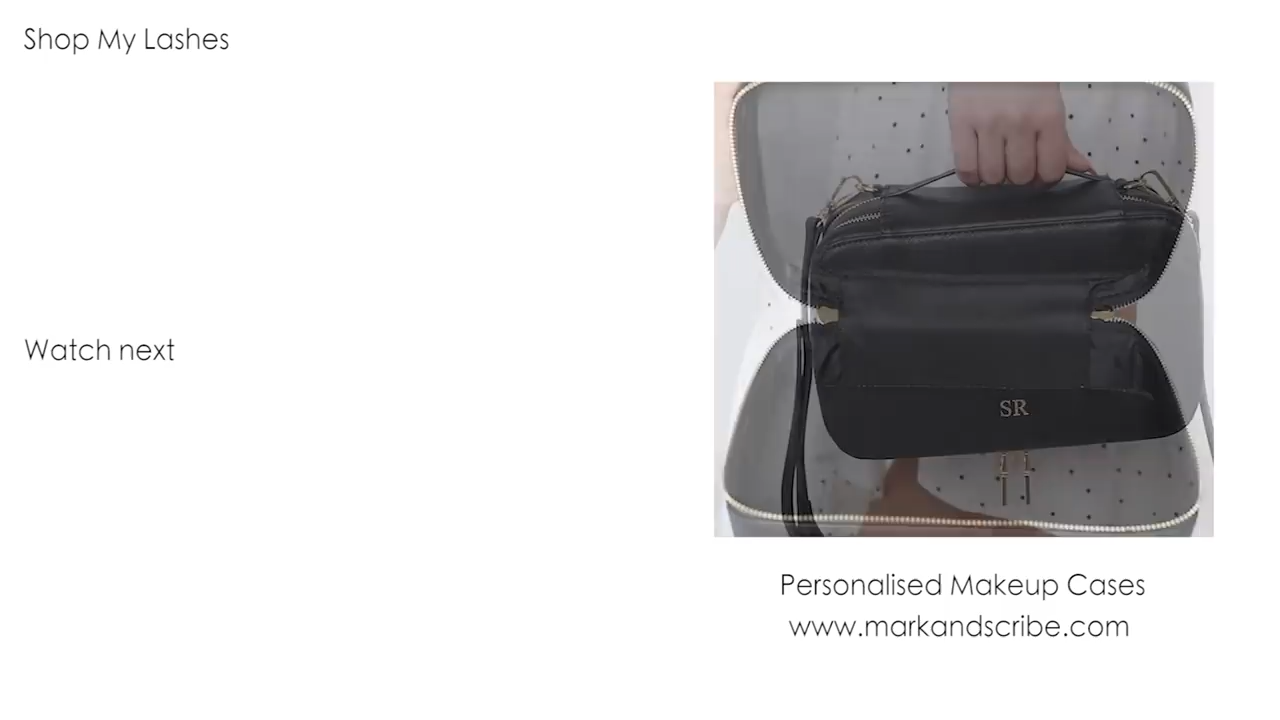 Shop My Lashes
Watch next
SR
Personalised Makeup Cases
www.markandscribe.com